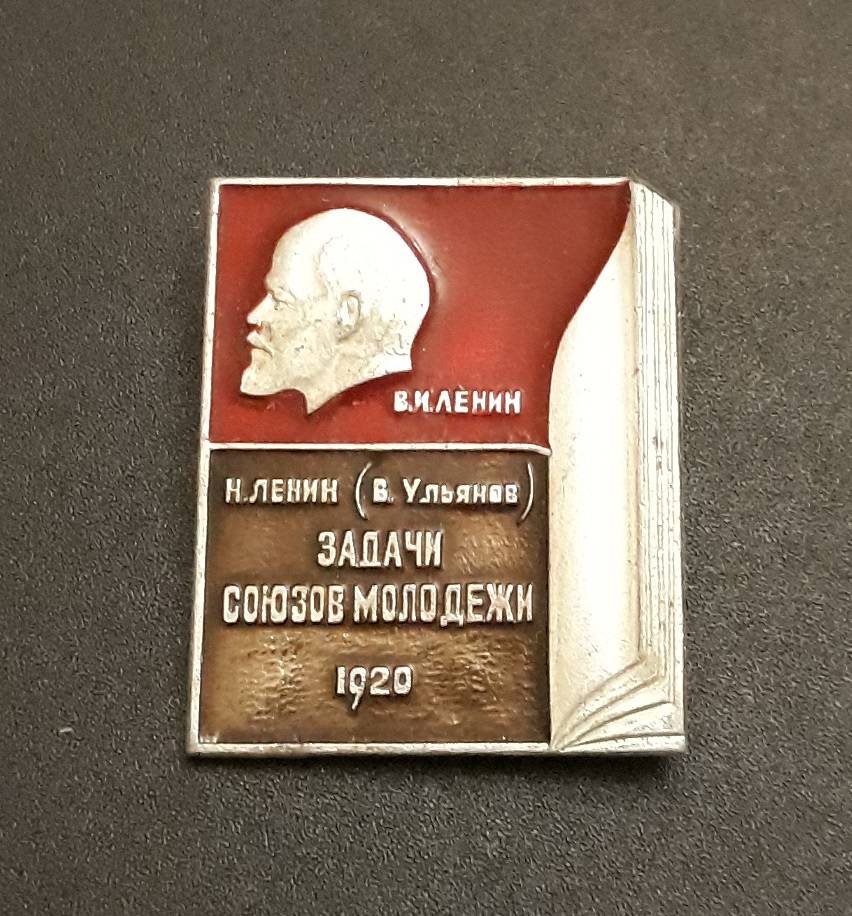 В.И.ЛЕНИН
Н.ЛЕНИН (В. Ульянов)
ЗАДАЧИ
СОЮЗОВ МОЛОДЕЖИ
1920